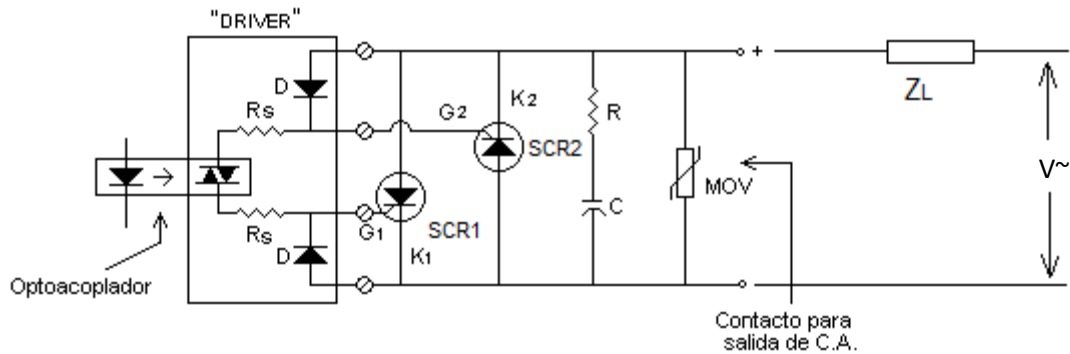 "DRIVER"
D
K2
+
Rs
G2
R
ZL
SCR2
MOV
V~
C
Rs
G1
SCR1
D
K1
Optoacoplador
Contacto para
salida de C.A.